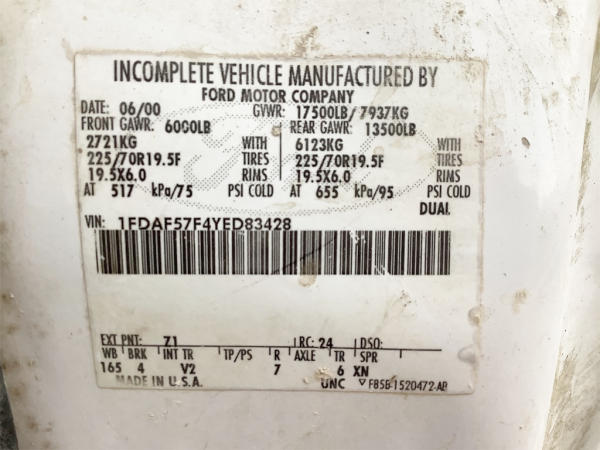 INCOMPLETE VEHICLE MANUFACTURED BY
FORD MOTOR COMPANY
DATE: 06/00 GVWR: 17500LB/ 7937KG
FRONT GAWR: 6000LB REAR GAWR: 13500LB
2721KG WITH 6123KG WITH
225/70R19.5F TIRES 225/70R19.5F TIRES
19.5X6.0 RIMS 19.5X6.0 RIMS
AT 517 kPa/75 PSI COLD AT 655 kPa/95 PSI COLD
DUAL
VIN: 1FDAF57F4YED83428
EXT PNT: Z1 RC: 24 DSO:
WB BRK INT TR TP/PS R AXLE TR SPR
165 4 V2 7 6 XN
MADE IN U.S.A. UNC F85B-1520472-AB